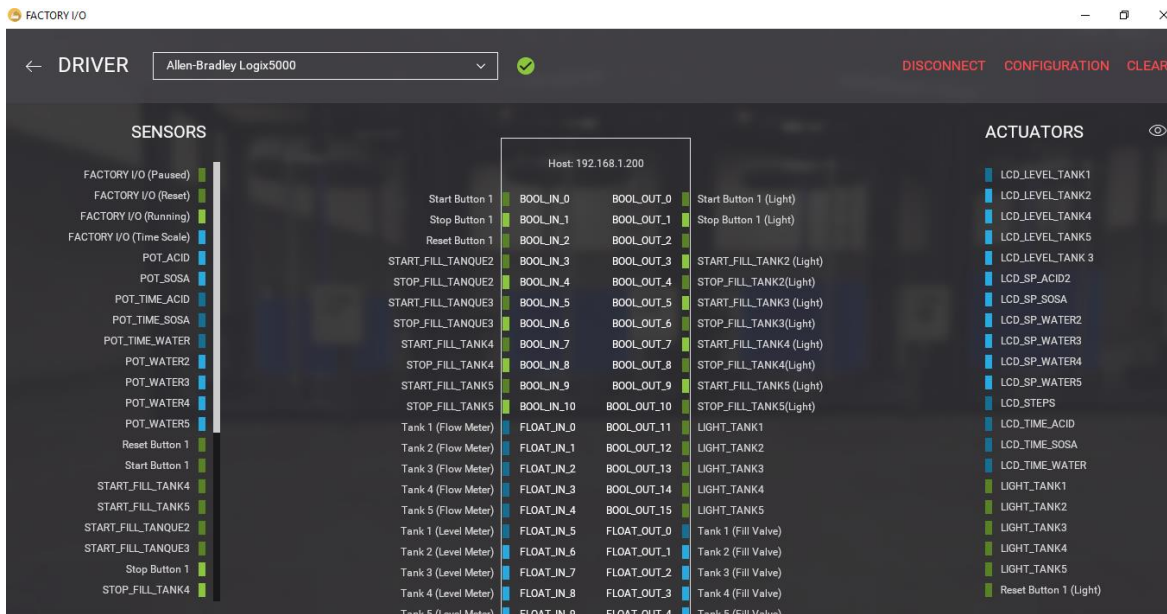 FACTORY I/O
DRIVER
Allen-Bradley Logix5000
DISCONNECT CONFIGURATION CLEAR
SENSORS
FACTORY I/O (Paused)
FACTORY I/O (Reset)
FACTORY I/O (Running)
FACTORY I/O (Time Scale)
POT_ACID
POT_SOSA
POT_TIME_ACID
POT_TIME_SOSA
POT_TIME_WATER
POT_WATER2
POT_WATER3
POT_WATER4
POT_WATER5
Reset Button 1
Start Button 1
START_FILL_TANK4
START_FILL_TANK5
START_FILL_TANQUE2
START_FILL_TANQUE3
Stop Button 1
STOP_FILL_TANK4
Host: 192.168.1.200
Start Button 1 BOOL_IN_0 BOOL_OUT_0 Start Button 1 (Light)
Stop Button 1 BOOL_IN_1 BOOL_OUT_1 Stop Button 1 (Light)
Reset Button 1 BOOL_IN_2 BOOL_OUT_2
START_FILL_TANQUE2 BOOL_IN_3 BOOL_OUT_3 START_FILL_TANK2 (Light)
STOP_FILL_TANQUE2 BOOL_IN_4 BOOL_OUT_4 STOP_FILL_TANK2(Light)
START_FILL_TANQUE3 BOOL_IN_5 BOOL_OUT_5 START_FILL_TANK3 (Light)
STOP_FILL_TANQUE3 BOOL_IN_6 BOOL_OUT_6 STOP_FILL_TANK3(Light)
START_FILL_TANK4 BOOL_IN_7 BOOL_OUT_7 START_FILL_TANK4 (Light)
STOP_FILL_TANK4 BOOL_IN_8 BOOL_OUT_8 STOP_FILL_TANK4(Light)
START_FILL_TANK5 BOOL_IN_9 BOOL_OUT_9 START_FILL_TANK5 (Light)
STOP_FILL_TANK5 BOOL_IN_10 BOOL_OUT_10 STOP_FILL_TANK5(Light)
Tank 1 (Flow Meter) FLOAT_IN_0 BOOL_OUT_11 LIGHT_TANK1
Tank 2 (Flow Meter) FLOAT_IN_1 BOOL_OUT_12 LIGHT_TANK2
Tank 3 (Flow Meter) FLOAT_IN_2 BOOL_OUT_13 LIGHT_TANK3
Tank 4 (Flow Meter) FLOAT_IN_3 BOOL_OUT_14 LIGHT_TANK4
Tank 5 (Flow Meter) FLOAT_IN_4 BOOL_OUT_15 LIGHT_TANK5
Tank 1 (Level Meter) FLOAT_IN_5 FLOAT_OUT_0 Tank 1 (Fill Valve)
Tank 2 (Level Meter) FLOAT_IN_6 FLOAT_OUT_1 Tank 2 (Fill Valve)
Tank 3 (Level Meter) FLOAT_IN_7 FLOAT_OUT_2 Tank 3 (Fill Valve)
Tank 4 (Level Meter) FLOAT_IN_8 FLOAT_OUT_3 Tank 4 (Fill Valve)
Tank 5 (Level Meter) FLOAT_IN_9 FLOAT_OUT_4 Tank 5 (Fill Valve)
ACTUATORS
LCD_LEVEL_TANK1
LCD_LEVEL_TANK2
LCD_LEVEL_TANK4
LCD_LEVEL_TANK5
LCD_LEVEL_TANK 3
LCD_SP_ACID2
LCD_SP_SOSA
LCD_SP_WATER2
LCD_SP_WATER3
LCD_SP_WATER4
LCD_SP_WATER5
LCD_STEPS
LCD_TIME_ACID
LCD_TIME_SOSA
LCD_TIME_WATER
LIGHT_TANK1
LIGHT_TANK2
LIGHT_TANK3
LIGHT_TANK4
LIGHT_TANK5
Reset Button 1 (Light)